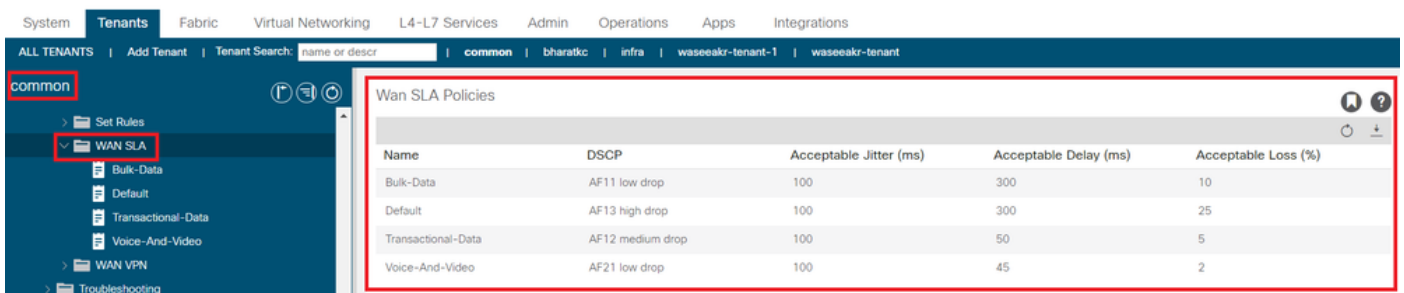 System Tenants Fabric Virtual Networking L4-L7 Services Admin Operations Apps Integrations
ALL TENANTS | Add Tenant | Tenant Search: name or descr | common | bharatkc | infra | waseeakr-tenant-1 | waseeakr-tenant
common
Set Rules
WAN SLA
Bulk-Data
Default
Transactional-Data
Voice-And-Video
WAN VPN
Troubleshooting
Wan SLA Policies
Name DSCP Acceptable Jitter (ms) Acceptable Delay (ms) Acceptable Loss (%)
Bulk-Data AF11 low drop 100 300 10
Default AF13 high drop 100 300 25
Transactional-Data AF12 medium drop 100 50 5
Voice-And-Video AF21 low drop 100 45 2